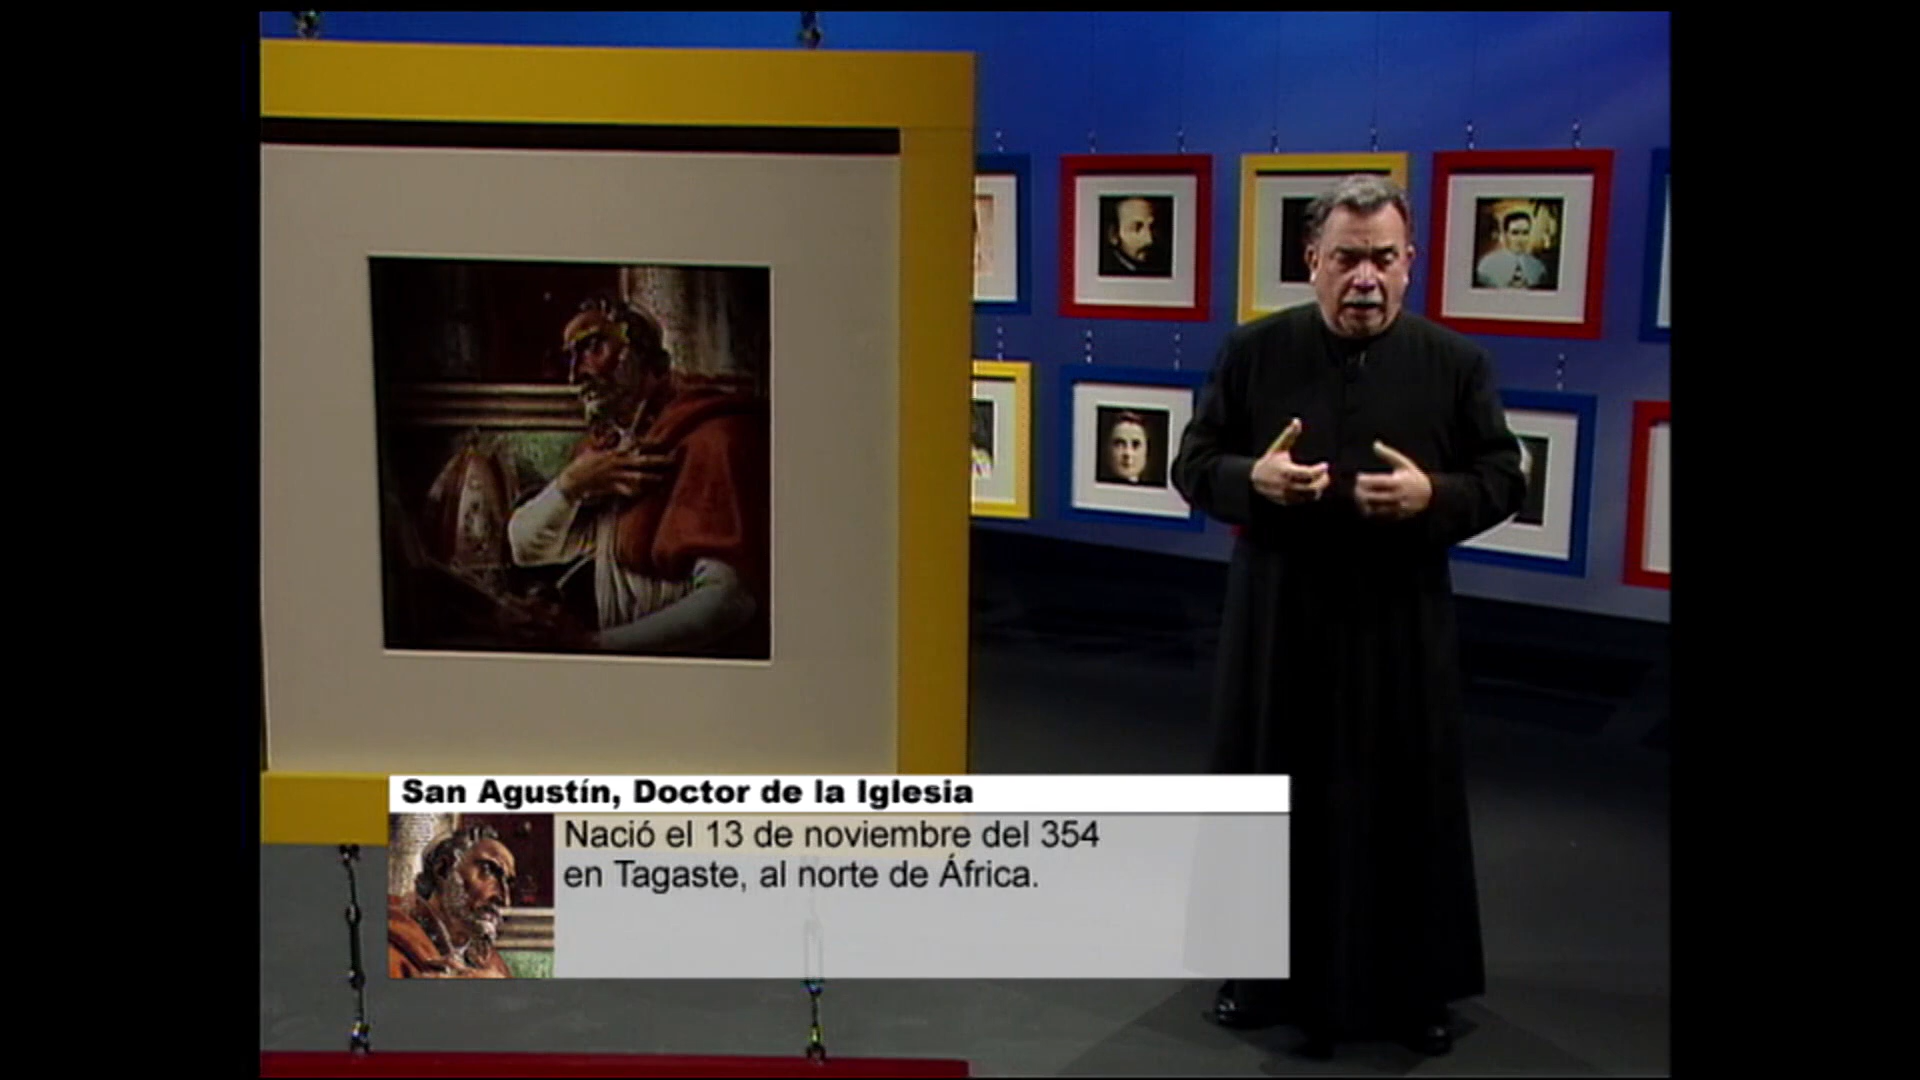 San Agustín, Doctor de la Iglesia
Nació el 13 de noviembre del 354
en Tagaste, al norte de África.